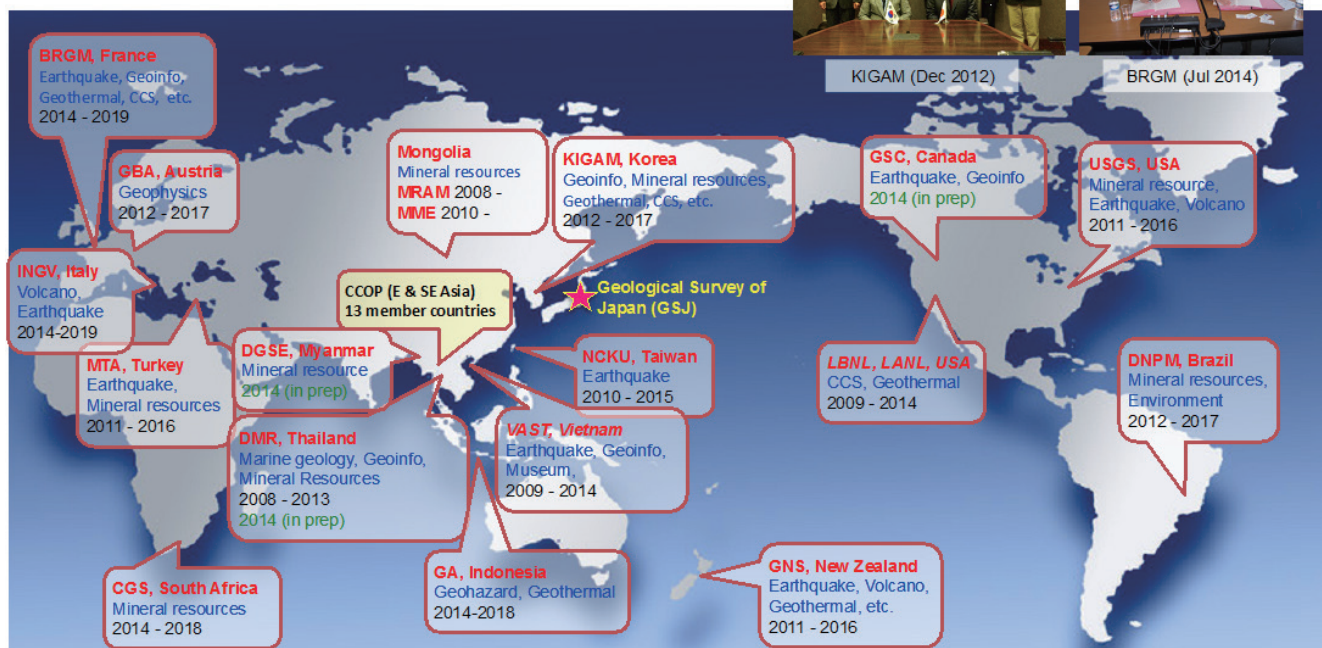 KIGAM (Dec 2012)
BRGM (Jul 2014)
BRGM, France
Earthquake, Geoinfo,
Geothermal, CCS, etc.
2014 - 2019
GBA, Austria
Geophysics
2012 - 2017
INGV, Italy
Volcano,
Earthquake
2014-2019
MTA, Turkey
Earthquake,
Mineral resources
2011 - 2016
Mongolia
Mineral resources
MRAM 2008 -
MME 2010 -
KIGAM, Korea
Geoinfo, Mineral resources,
Geothermal, CCS, etc.
2012 - 2017
CCOP (E & SE Asia)
13 member countries
Geological Survey of
Japan (GSJ)
DGSE, Myanmar
Mineral resource
2014 (in prep)
DMR, Thailand
Marine geology, Geoinfo,
Mineral Resources
2008 - 2013
2014 (in prep)
NCKU, Taiwan
Earthquake
2010 - 2015
VAST, Vietnam
Earthquake, Geoinfo,
Museum,
2009 - 2014
GSC, Canada
Earthquake, Geoinfo
2014 (in prep)
USGS, USA
Mineral resource,
Earthquake, Volcano
2011 - 2016
LBNL, LANL, USA
CCS, Geothermal
2009 - 2014
DNPM, Brazil
Mineral resources,
Environment
2012 - 2017
CGS, South Africa
Mineral resources
2014 - 2018
GA, Indonesia
Geohazard, Geothermal
2014-2018
GNS, New Zealand
Earthquake, Volcano,
Geothermal, etc.
2011 - 2016